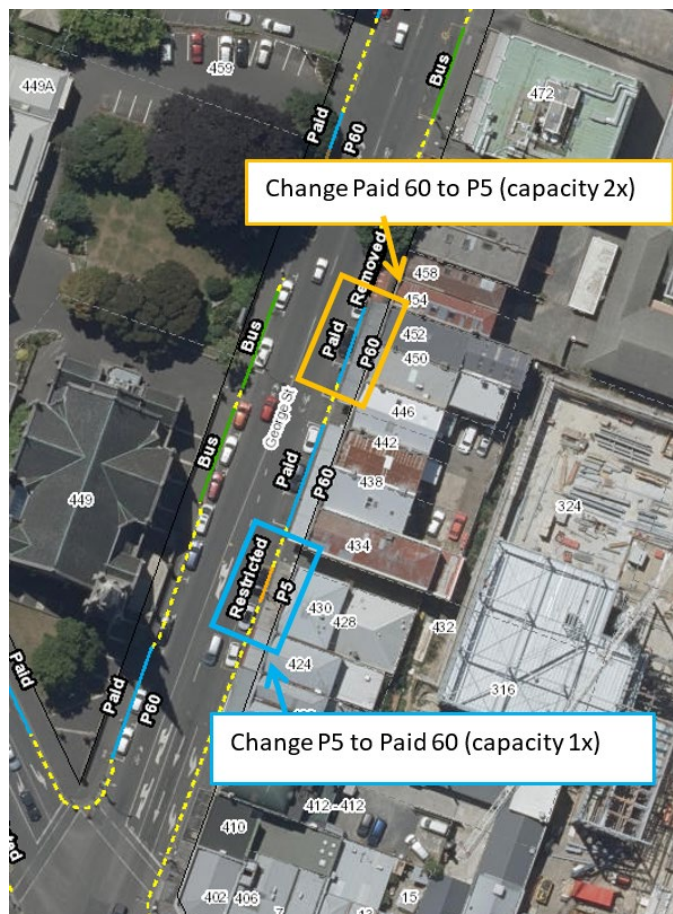 459
449A
472
Bus
Paid
P60
Change Paid 60 to P5 (capacity 2x)
Removed
458
454
Paid
P60
452
450
Bus
George St
446
442
Bus
Paid
P60
438
449
324
434
Restricted
P5
430
428
432
424
316
Paid
Paid
P60
Change P5 to Paid 60 (capacity 1x)
412 - 412
410
402
406
15